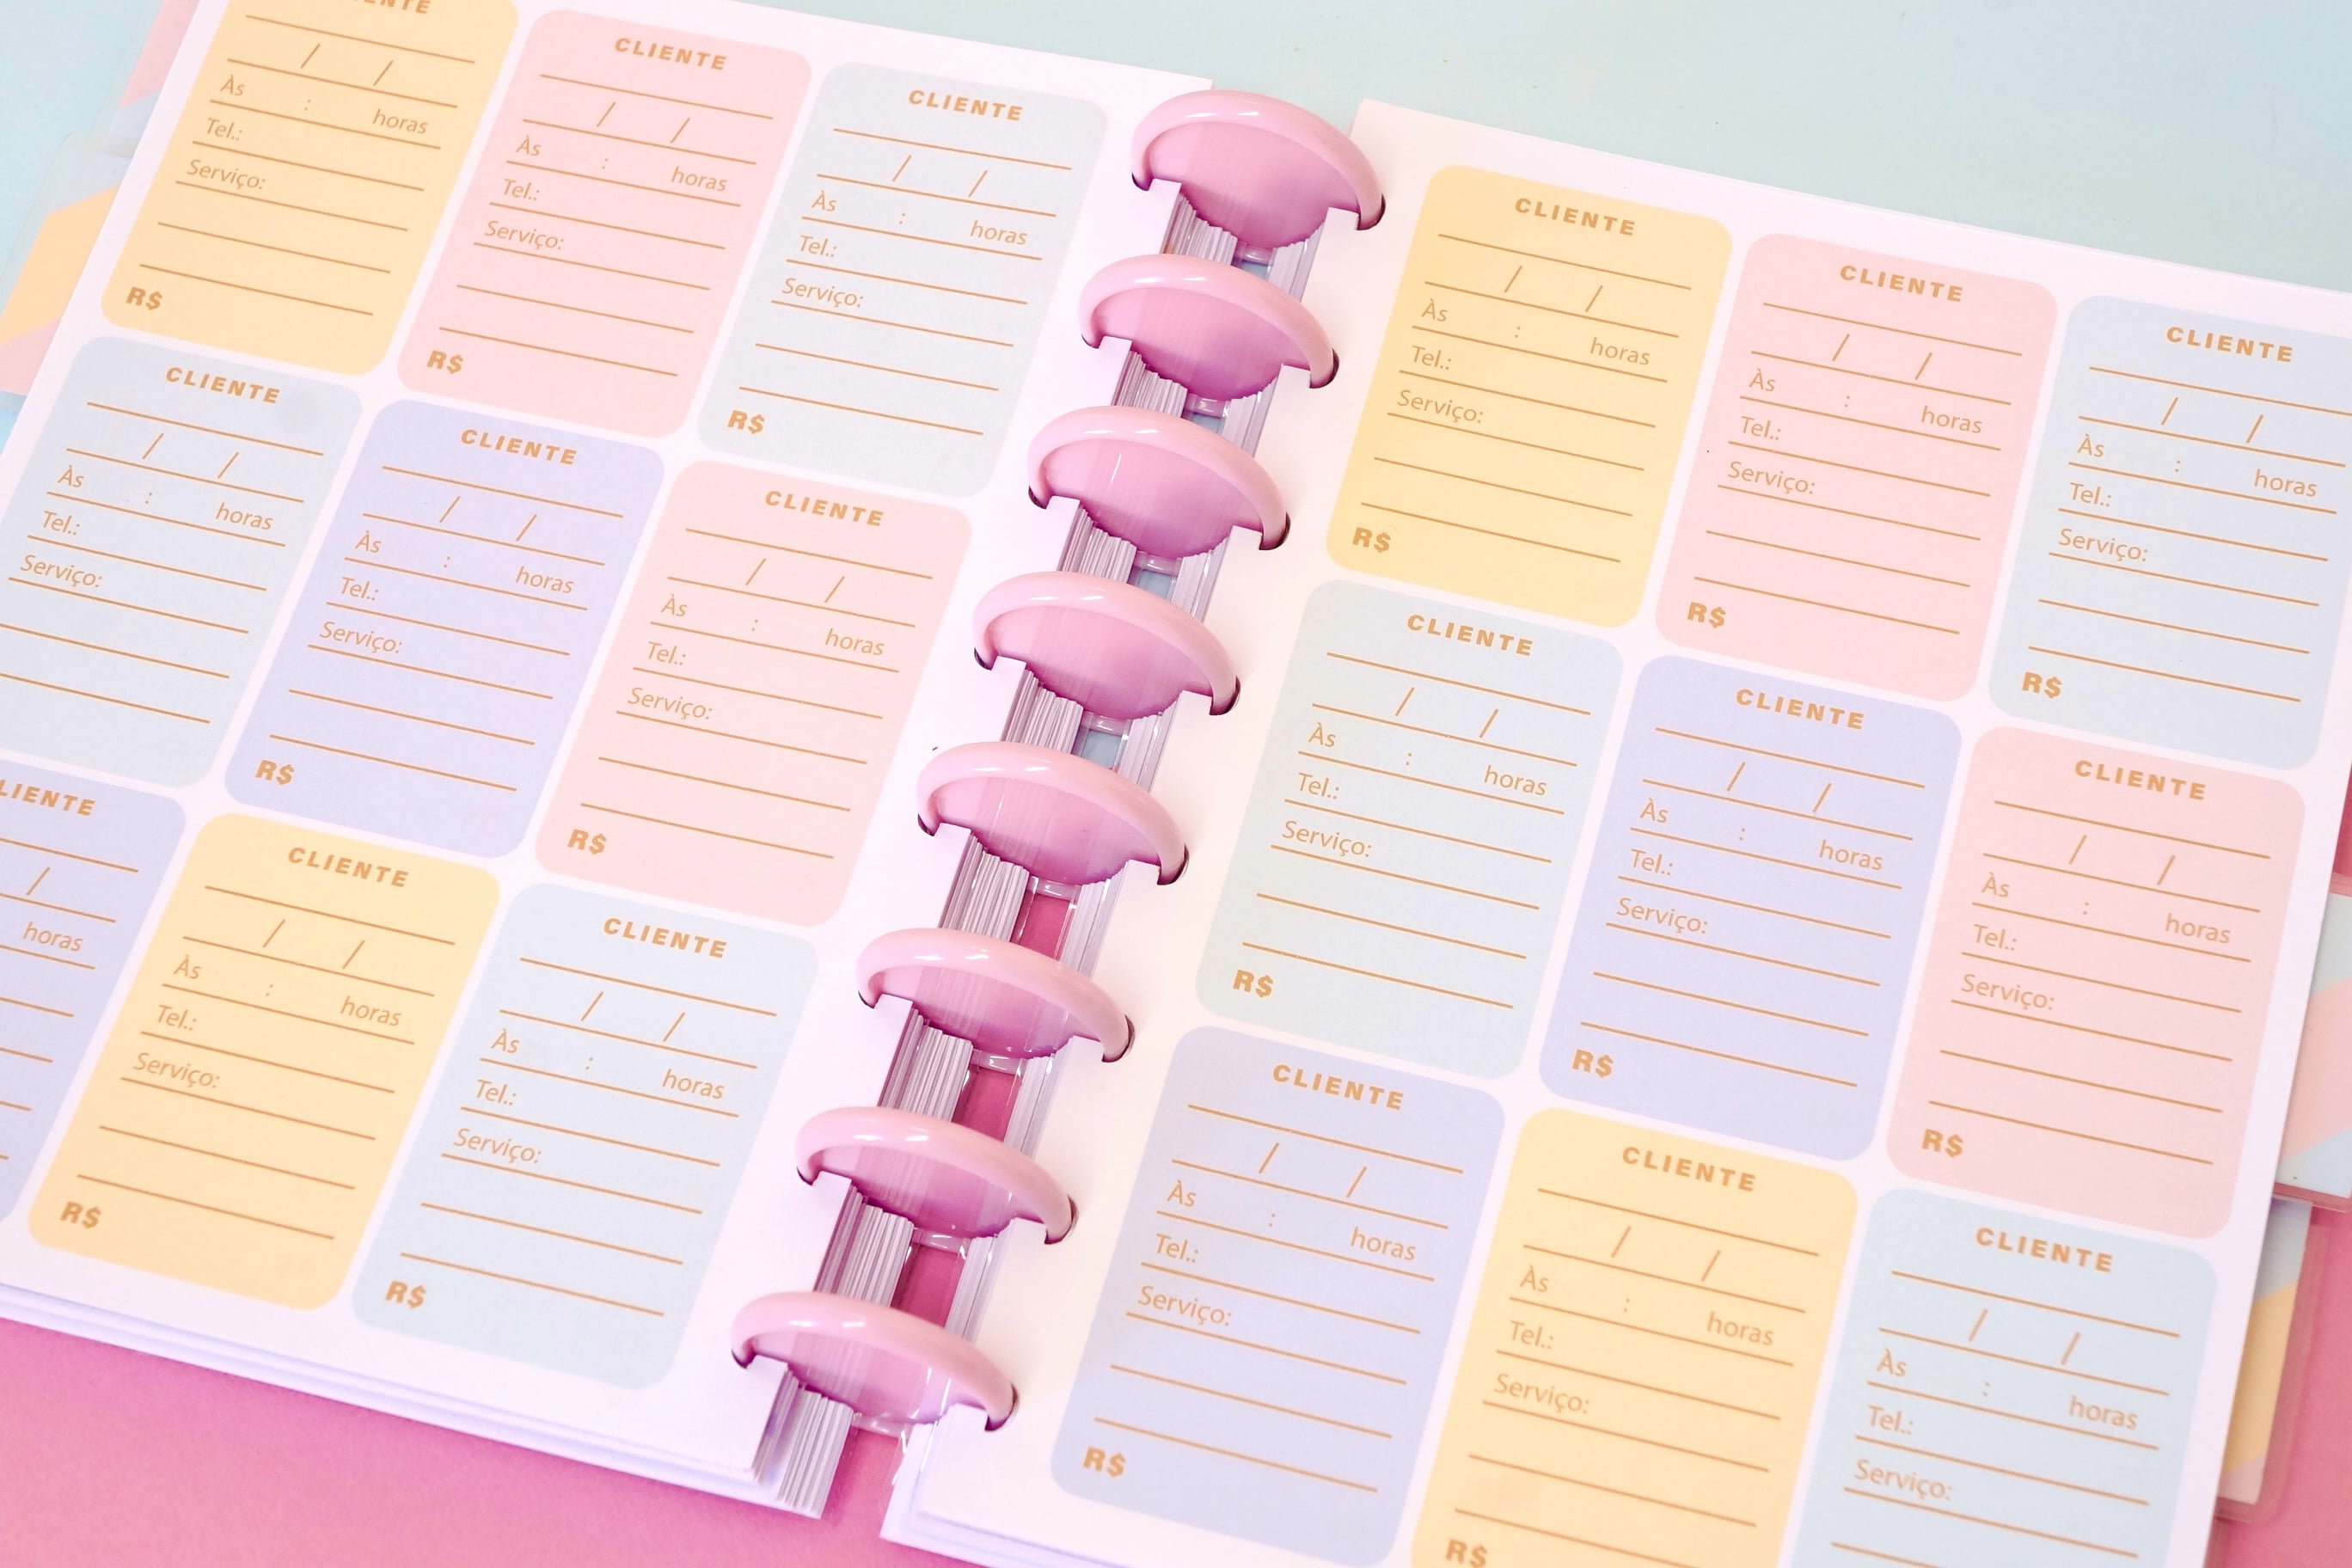 CLIENTE
/ /
Às : horas
Tel.:
Serviço:
R$
CLIENTE
/ /
Às : horas
Tel.:
Serviço:
R$
CLIENTE
/ /
Às : horas
Tel.:
Serviço:
R$
CLIENTE
/ /
Às : horas
Tel.:
Serviço:
CLIENTE
/ /
Às : horas
Tel.:
Serviço:
R$
CLIENTE
/ /
Às : horas
Tel.:
Serviço:
R$
LIENTE
/
horas
CLIENTE
/ /
Às : horas
Tel.:
Serviço:
R$
CLIENTE
/ /
Às : horas
Tel.:
Serviço:
R$
CLIENTE
/ /
Às : horas
Tel.:
Serviço:
R$
CLIENTE
/ /
Às : horas
Tel.:
Serviço:
R$
CLIENTE
/ /
Às : horas
Tel.:
Serviço:
R$
CLIENTE
/ /
Às : horas
Tel.:
Serviço:
R$
CLIENTE
/ /
Às : horas
Tel.:
Serviço:
R$
CLIENTE
/ /
Às : horas
Tel.:
Serviço:
R$
CLIENTE
/ /
Às : horas
Tel.:
Serviço:
R$
CLIENTE
/ /
Às : horas
Tel.:
Serviço:
R$
CLIENTE
/ /
Às : horas
Tel.:
Serviço: